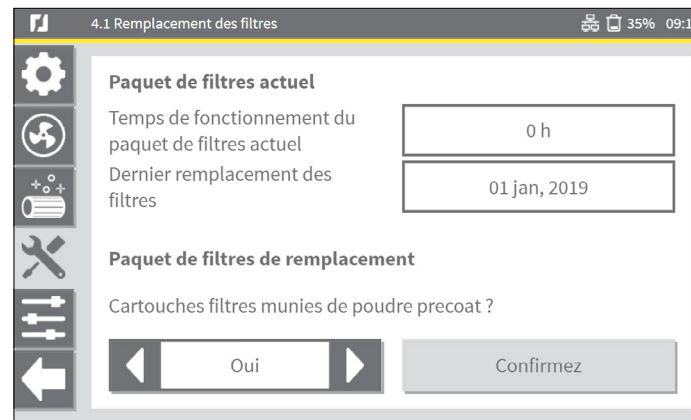 4.1 Remplacement des filtres
35% 09:1
Paquet de filtres actuel
Temps de fonctionnement du
paquet de filtres actuel
0 h
Dernier remplacement des
filtres
01 jan, 2019
Paquet de filtres de remplacement
Cartouches filtres munies de poudre precoat ?
Oui
Confirmez